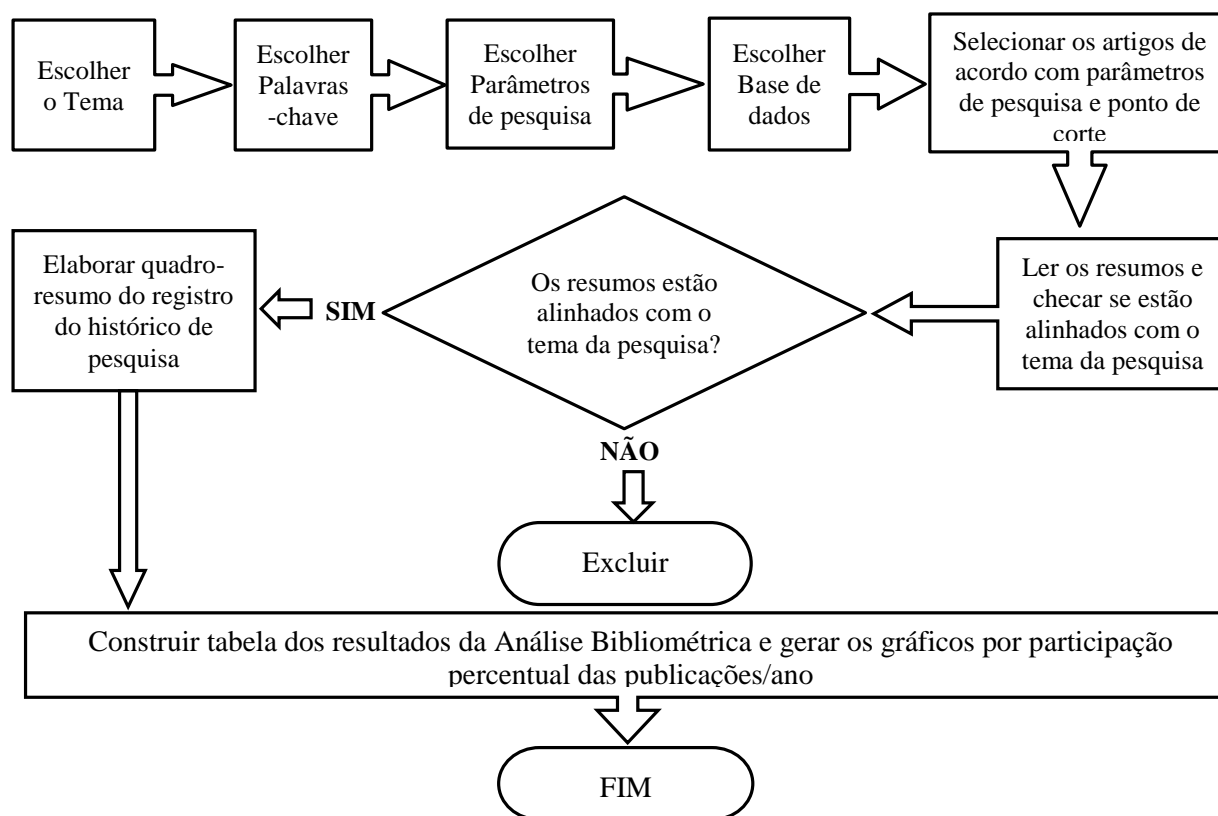 Escolher
o Tema
Escolher
Palavras
-chave
Escolher
Parâmetros
de pesquisa
Escolher
Base de
dados
Selecionar os artigos de
acordo com parâmetros
de pesquisa e ponto de
corte
Ler os resumos e
checar se estão
alinhados com o
tema da pesquisa
Os resumos estão
alinhados com o
tema da pesquisa?
SIM
Elaborar quadro-
resumo do registro
do histórico de
pesquisa
NÃO
Excluir
Construir tabela dos resultados da Análise Bibliométrica e gerar os gráficos por participação
percentual das publicações/ano
FIM